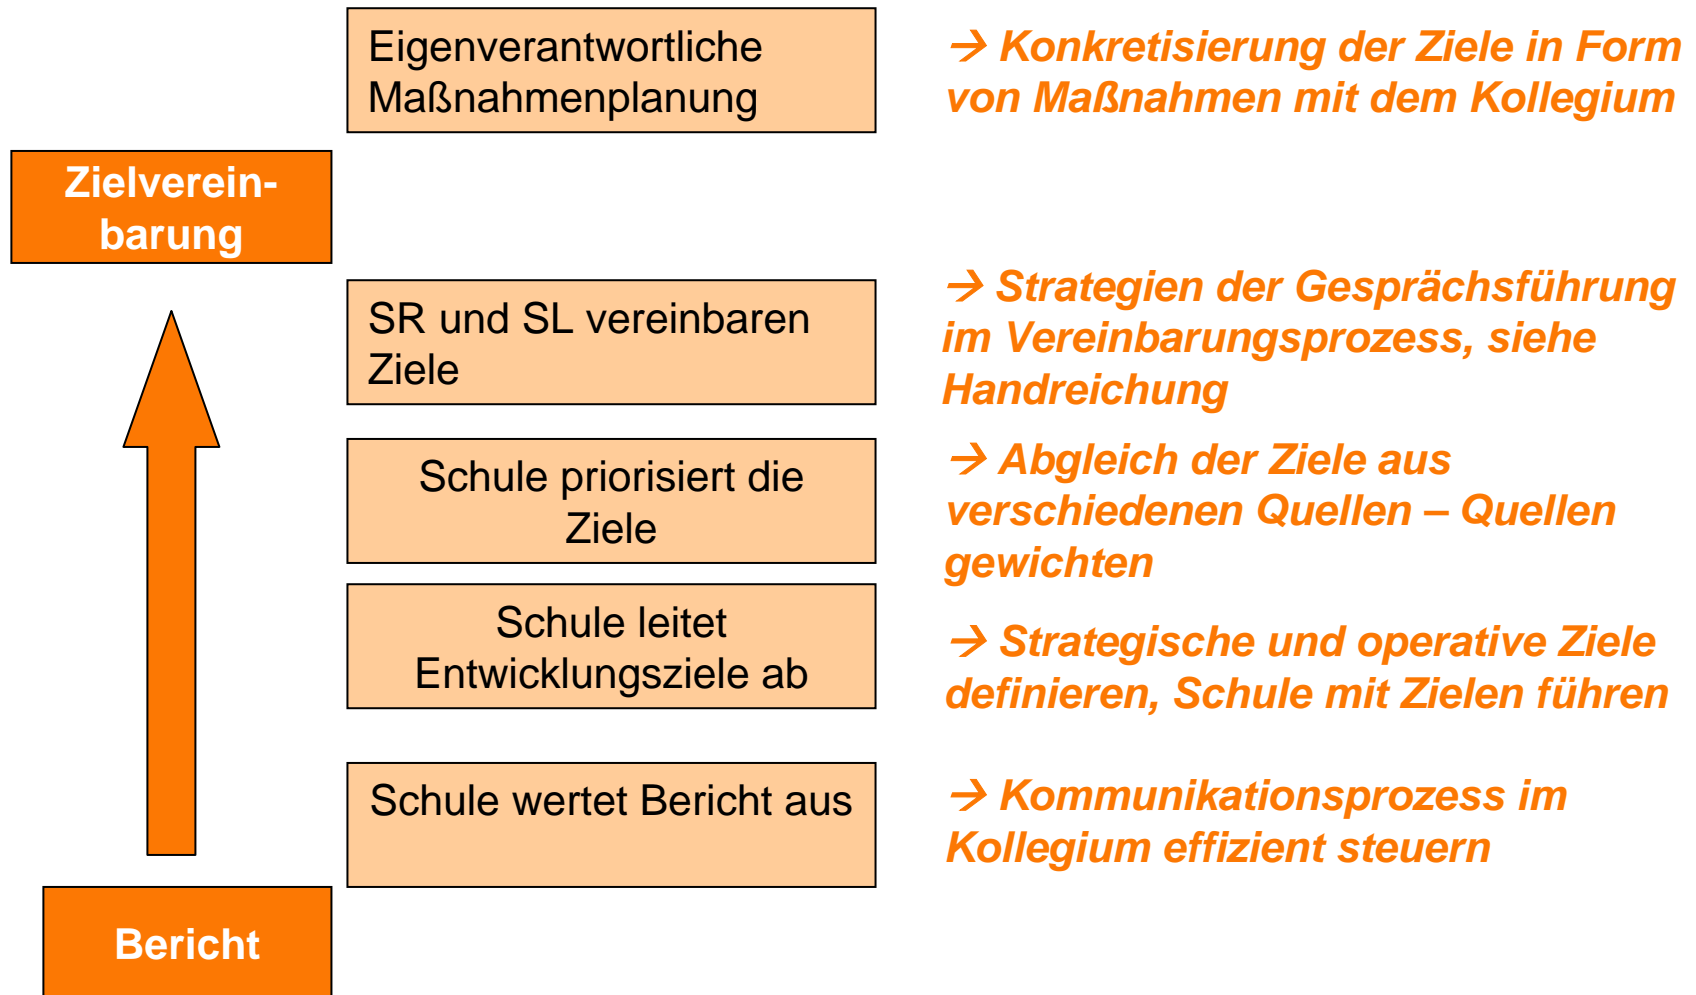 Eigenverantwortliche
Maßnahmenplanung
→ Konkretisierung der Ziele in Form
von Maßnahmen mit dem Kollegium
Zielverein-
barung
SR und SL vereinbaren
Ziele
→ Strategien der Gesprächsführung
im Vereinbarungsprozess, siehe
Handreichung
Schule priorisiert die
Ziele
→ Abgleich der Ziele aus
verschiedenen Quellen – Quellen
gewichten
Schule leitet
Entwicklungsziele ab
→ Strategische und operative Ziele
definieren, Schule mit Zielen führen
Schule wertet Bericht aus
→ Kommunikationsprozess im
Kollegium effizient steuern
Bericht